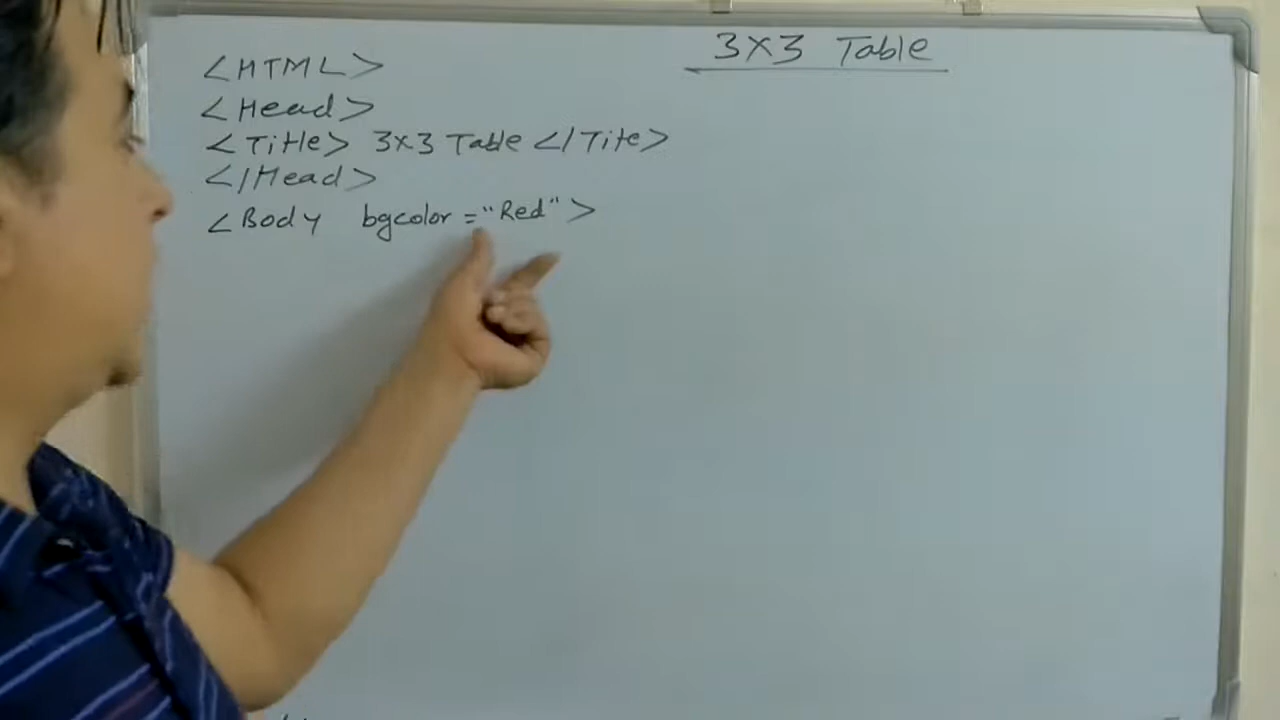 3x3 Table
<HTML>
<Head>
<Title> 3x3 Table </Tite>
</Head>
<Body bgcolor="Red">